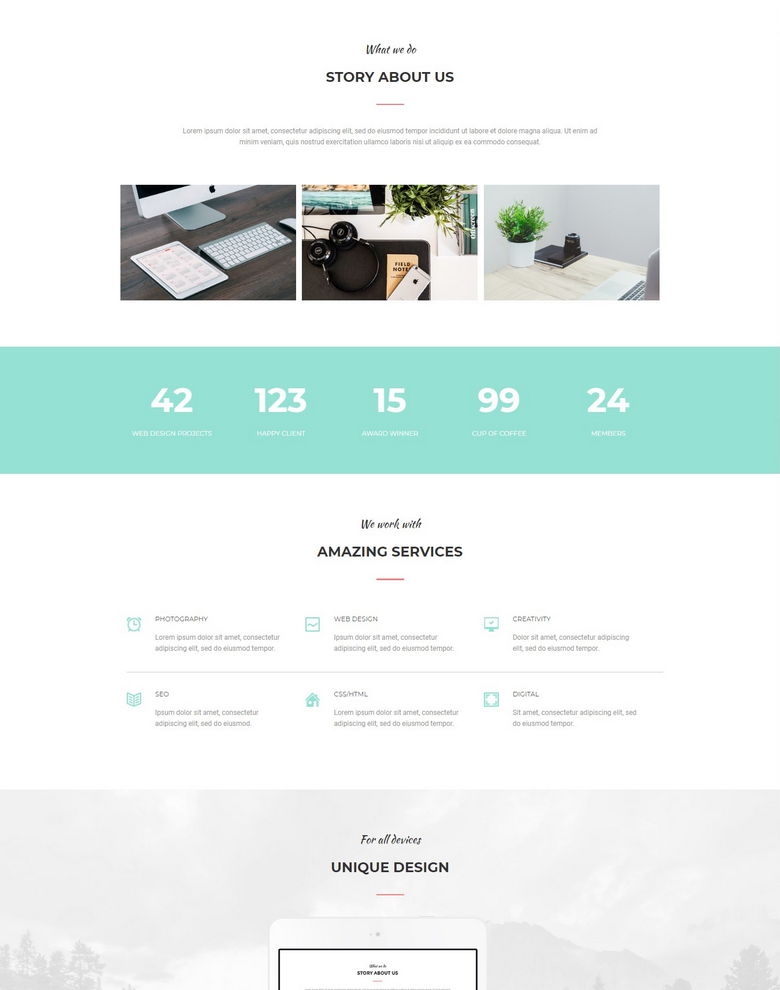 What we do
STORY ABOUT US
Lorem ipsum dolor sit amet, consectetur adipiscing elit, sed do eiusmod tempor incididunt ut labore et dolore magna aliqua. Ut enim ad
minim veniam, quis nostrud exercitation ullamco laboris nisi ut aliquip ex ea commodo consequat.
FIELD
NOTES
42
123
15
99
24
WEB DESIGN PROJECTS
HAPPY CLIENT
AWARD WINNER
CUP OF COFFEE
MEMBERS
We work with
AMAZING SERVICES
PHOTOGRAPHY
Lorem ipsum dolor sit amet, consectetur
adipiscing elit, sed do eiusmod tempor.
WEB DESIGN
Ipsum dolor sit amet, consectetur
adipiscing elit, sed do eiusmod tempor.
CREATIVITY
Dolor sit amet, consectetur adipiscing
elit, sed do eiusmod tempor.
SEO
Ipsum dolor sit amet, consectetur
adipiscing elit, sed do eiusmod.
CSS/HTML
Lorem ipsum dolor sit amet, consectetur
adipiscing elit, sed do eiusmod tempor.
DIGITAL
Sit amet, consectetur adipiscing elit, sed
do eiusmod tempor.
For all devices
UNIQUE DESIGN
What we do
STORY ABOUT US